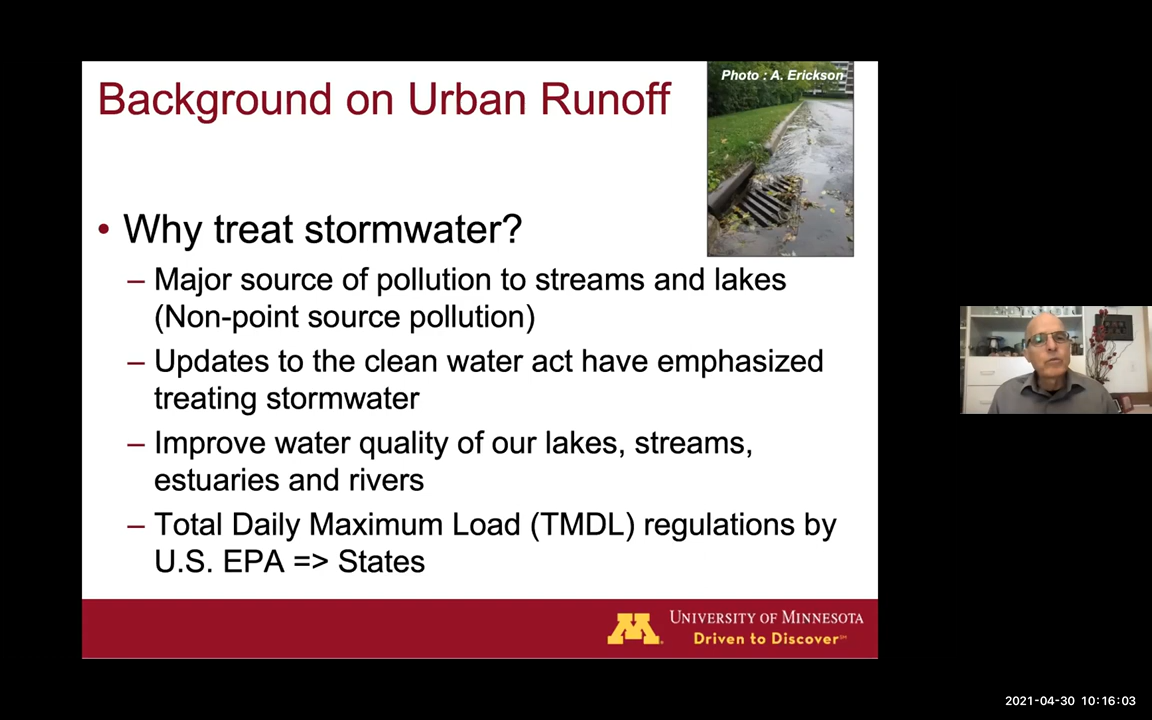 Photo : A. Erickson
Background on Urban Runoff
• Why treat stormwater?
– Major source of pollution to streams and lakes
(Non-point source pollution)
– Updates to the clean water act have emphasized
treating stormwater
– Improve water quality of our lakes, streams,
estuaries and rivers
– Total Daily Maximum Load (TMDL) regulations by
U.S. EPA => States
M
UNIVERSITY OF MINNESOTA
Driven to Discover℠
2021-04-30 10:16:03